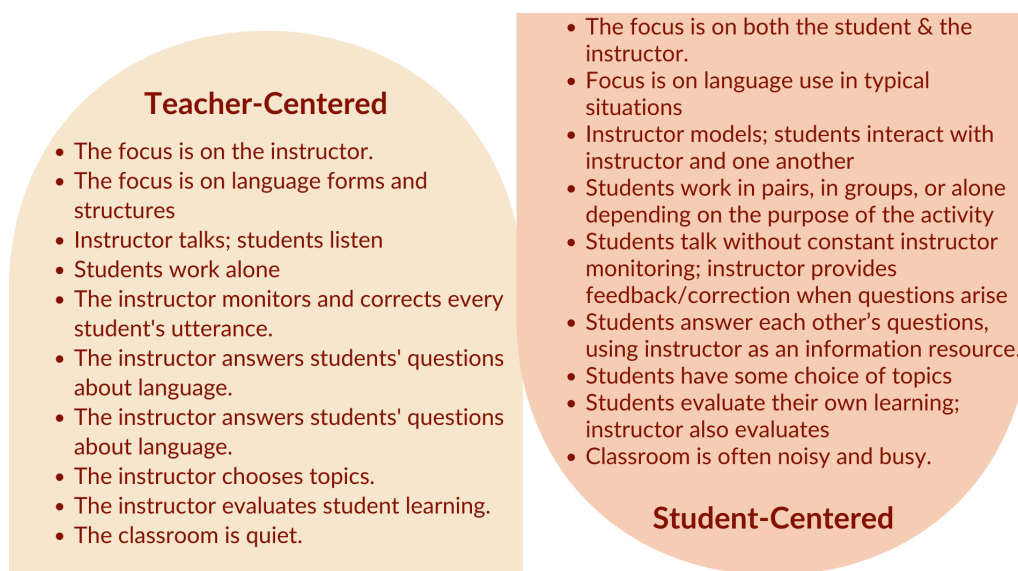 Teacher-Centered
• The focus is on the instructor.
• The focus is on language forms and
structures
• Instructor talks; students listen
• Students work alone
• The instructor monitors and corrects every
student's utterance.
• The instructor answers students' questions
about language.
• The instructor answers students' questions
about language.
• The instructor chooses topics.
• The instructor evaluates student learning.
• The classroom is quiet.
• The focus is on both the student & the
instructor.
• Focus is on language use in typical
situations
• Instructor models; students interact with
instructor and one another
• Students work in pairs, in groups, or alone
depending on the purpose of the activity
• Students talk without constant instructor
monitoring; instructor provides
feedback/correction when questions arise
• Students answer each other’s questions,
using instructor as an information resource.
• Students have some choice of topics
• Students evaluate their own learning;
instructor also evaluates
• Classroom is often noisy and busy.
Student-Centered